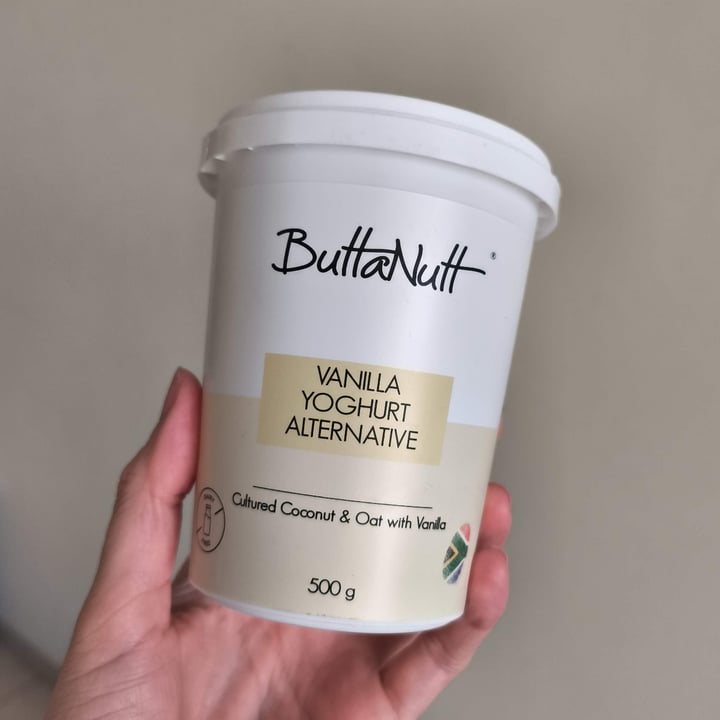 ButtaNutt®
VANILLA
YOGHURT
ALTERNATIVE
Cultured Coconut & Oat with Vanilla
500 g